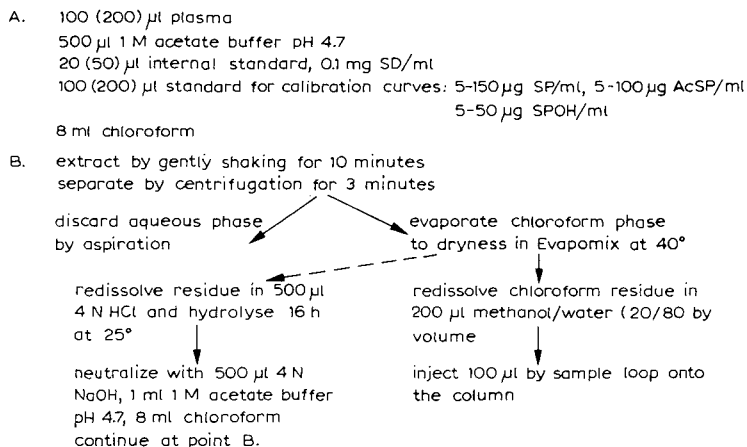 A. 100 (200) µl plasma
500 µl 1 M acetate buffer pH 4.7
20 (50) µl internal standard, 0.1 mg SD/ml
100 (200) µl standard for calibration curves: 5-150 µg SP/ml, 5-100 µg AcSP/ml
5-50 µg SPOH/ml
8 ml chloroform
B. extract by gently shaking for 10 minutes
separate by centrifugation for 3 minutes
discard aqueous phase
by aspiration
evaporate chloroform phase
to dryness in Evapomix at 40°
redissolve residue in 500 µl
4 N HCl and hydrolyse 16 h
at 25°
neutralize with 500 µl 4 N
NaOH, 1 ml 1 M acetate buffer
pH 4.7, 8 ml chloroform
continue at point B.
redissolve chloroform residue in
200 µl methanol/water (20/80 by
volume
inject 100 µl by sample loop onto
the column